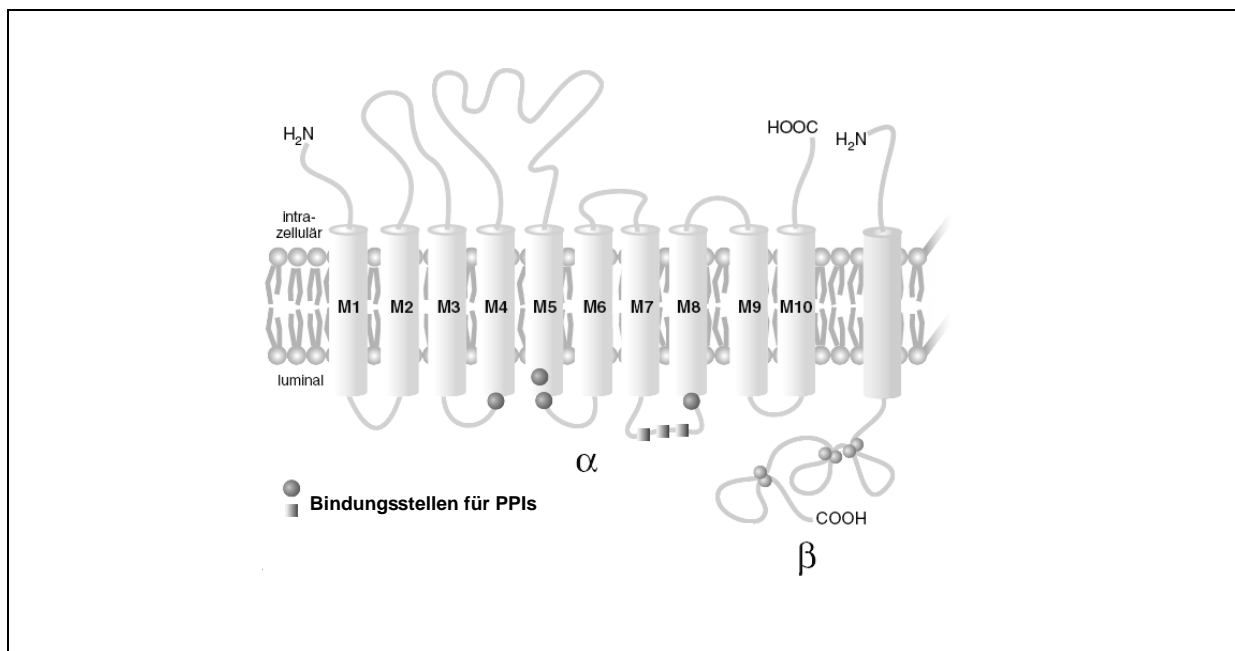 H₂N
HOOC
H₂N
intra-
zellulär
M1 M2 M3 M4 M5 M6 M7 M8 M9 M10
luminal
α
Bindungsstellen für PPIs
COOH
β